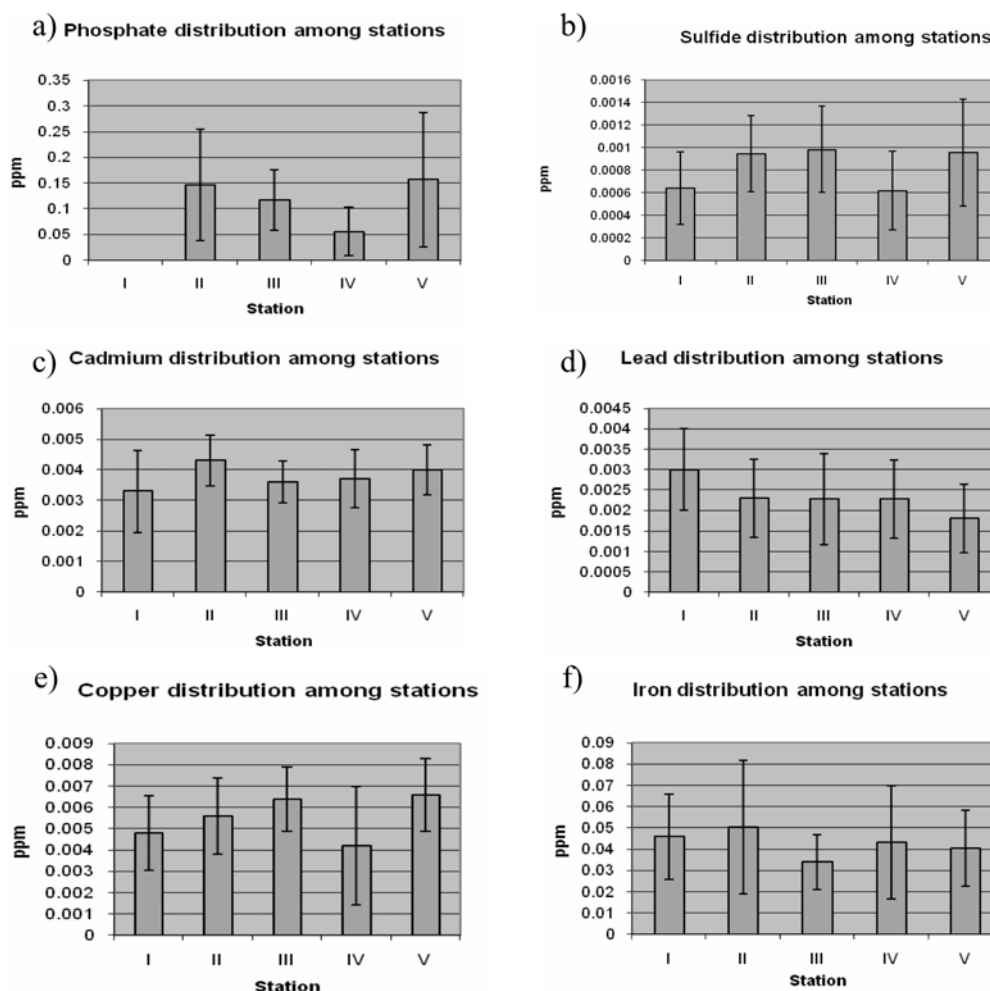 a) Phosphate distribution among stations
0.35
0.3
0.25
0.2
0.15
0.1
0.05
0
ppm
I II III IV V
Station
b) Sulfide distribution among stations
0.0016
0.0014
0.0012
0.001
0.0008
0.0006
0.0004
0.0002
0
ppm
I II III IV V
Station
c) Cadmium distribution among stations
0.006
0.005
0.004
0.003
0.002
0.001
0
ppm
I II III IV V
Station
d) Lead distribution among stations
0.0045
0.004
0.0035
0.003
0.0025
0.002
0.0015
0.001
0.0005
0
ppm
I II III IV V
Station
e) Copper distribution among stations
0.009
0.008
0.007
0.006
0.005
0.004
0.003
0.002
0.001
0
ppm
I II III IV V
Station
f) Iron distribution among stations
0.09
0.08
0.07
0.06
0.05
0.04
0.03
0.02
0.01
0
ppm
I II III IV V
Station